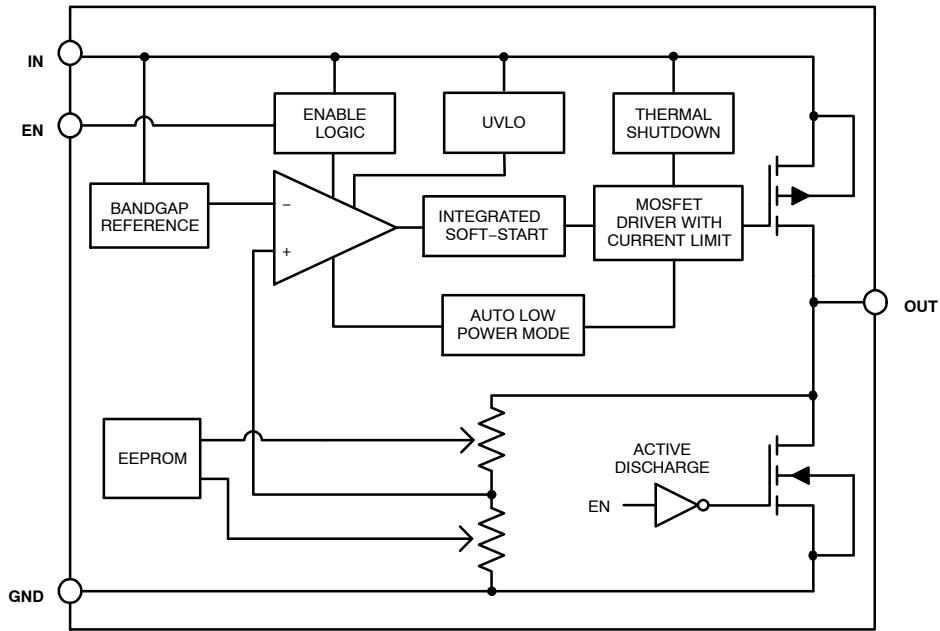 IN
EN
ENABLE
LOGIC
UVLO
THERMAL
SHUTDOWN
BANDGAP
REFERENCE
−
+
INTEGRATED
SOFT−START
MOSFET
DRIVER WITH
CURRENT LIMIT
AUTO LOW
POWER MODE
OUT
EEPROM
ACTIVE
DISCHARGE
EN
GND